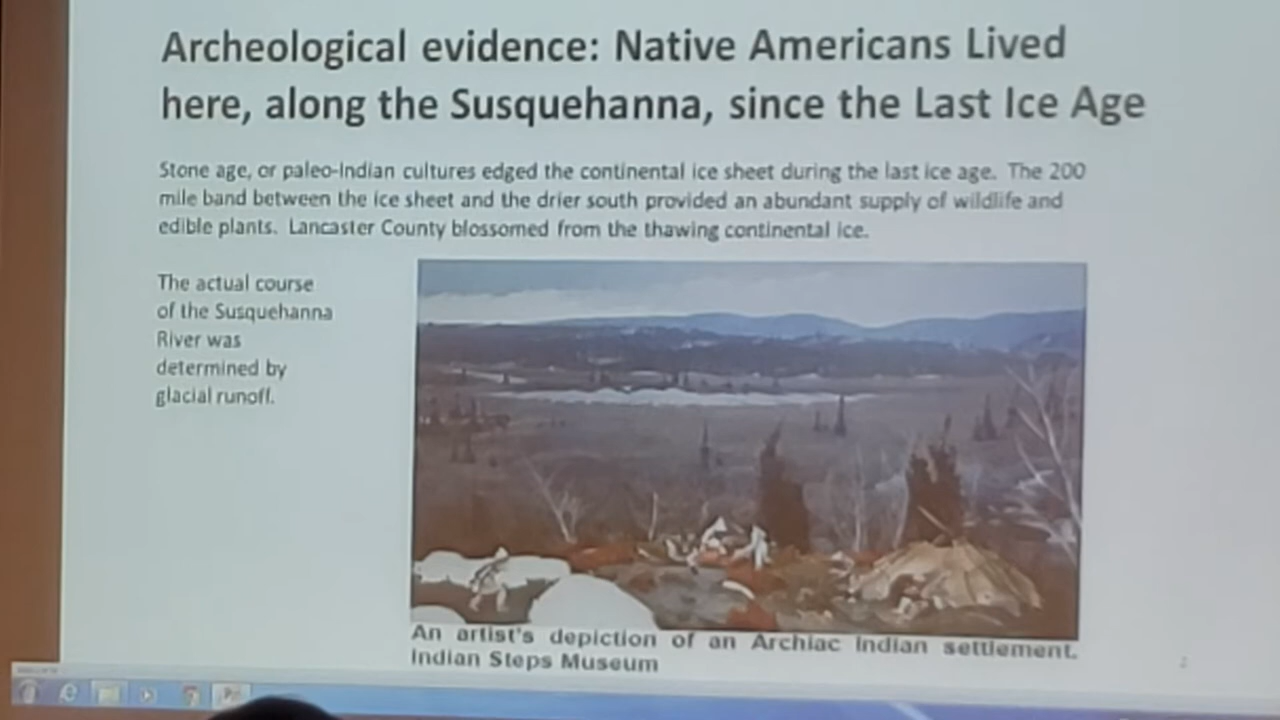 Archeological evidence: Native Americans Lived
here, along the Susquehanna, since the Last Ice Age
Stone age, or paleo-Indian cultures edged the continental ice sheet during the last ice age. The 200
mile band between the ice sheet and the drier south provided an abundant supply of wildlife and
edible plants. Lancaster County blossomed from the thawing continental ice.
The actual course
of the Susquehanna
River was
determined by
glacial runoff.
An artist's depiction of an Archiac Indian settlement.
Indian Steps Museum
2